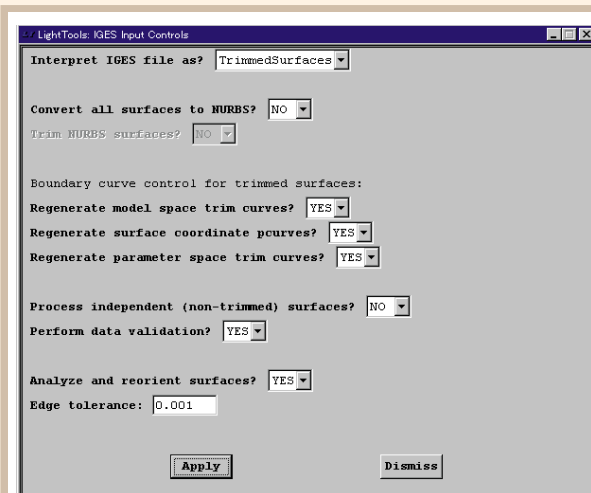 LightTools: IGES Input Controls
Interpret IGES file as? TrimmedSurfaces
Convert all surfaces to NURBS? NO
Trim NURBS surfaces? NO
Boundary curve control for trimmed surfaces:
Regenerate model space trim curves? YES
Regenerate surface coordinate pcurves? YES
Regenerate parameter space trim curves? YES
Process independent (non-trimmed) surfaces? NO
Perform data validation? YES
Analyze and reorient surfaces? YES
Edge tolerance: 0.001
Apply Dismiss